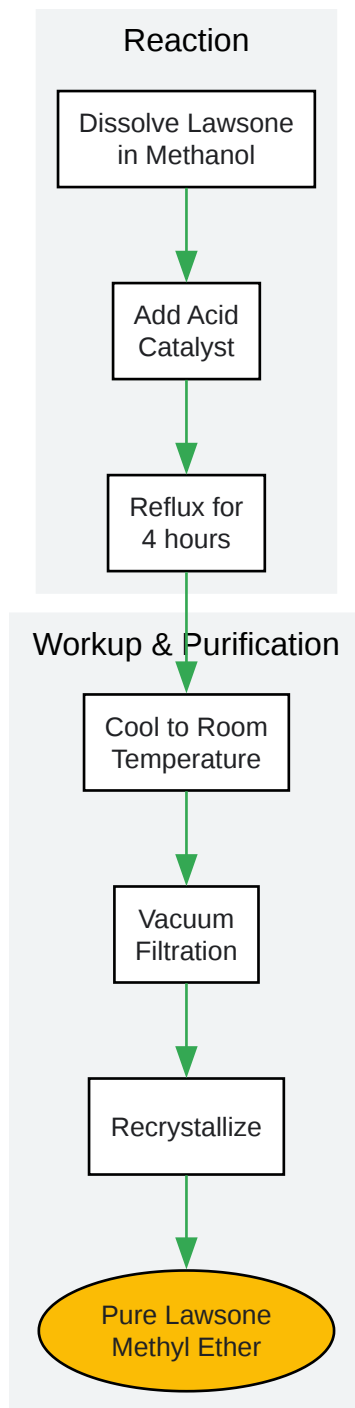 Reaction
Dissolve Lawsone
in Methanol
Add Acid
Catalyst
Reflux for
4 hours
Workup & Purification
Cool to Room
Temperature
Vacuum
Filtration
Recrystallize
Pure Lawsone
Methyl Ether